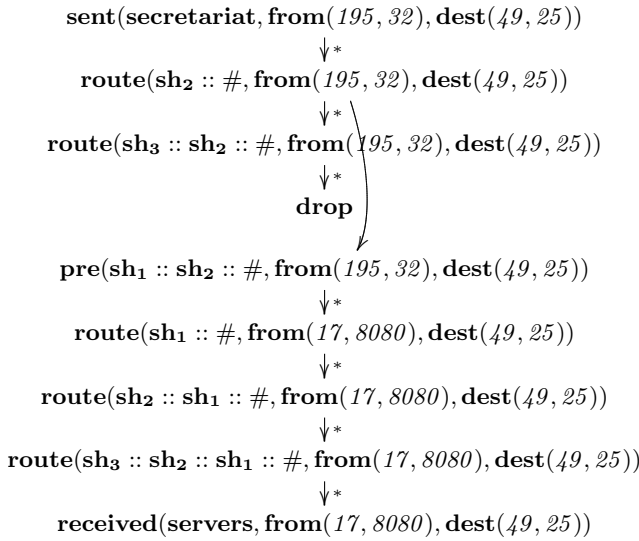 sent(secretariat, from(195, 32), dest(49, 25))
↓*
route(sh₂ :: #, from(195, 32), dest(49, 25))
↓*
route(sh₃ :: sh₂ :: #, from(195, 32), dest(49, 25))
↓*
drop
pre(sh₁ :: sh₂ :: #, from(195, 32), dest(49, 25))
↓*
route(sh₁ :: #, from(17, 8080), dest(49, 25))
↓*
route(sh₂ :: sh₁ :: #, from(17, 8080), dest(49, 25))
↓*
route(sh₃ :: sh₂ :: sh₁ :: #, from(17, 8080), dest(49, 25))
↓*
received(servers, from(17, 8080), dest(49, 25))